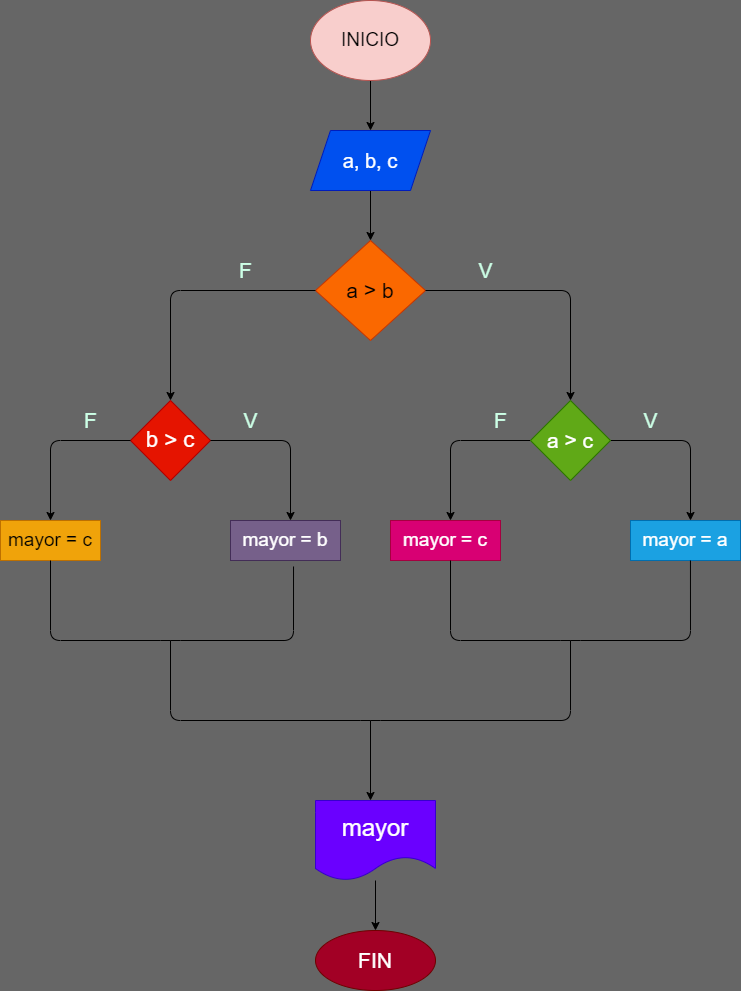 INICIO
a, b, c
F
V
a > b
F
V
F
V
b > c
a > c
mayor = c
mayor = b
mayor = c
mayor = a
mayor
FIN